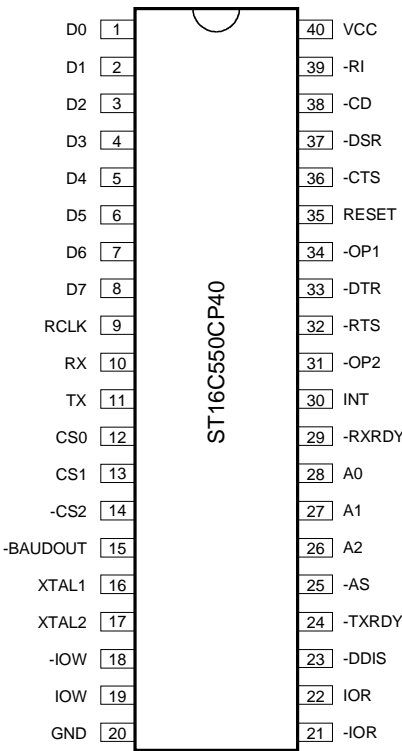 D0 1 40 VCC
D1 2 39 -RI
D2 3 38 -CD
D3 4 37 -DSR
D4 5 36 -CTS
D5 6 35 RESET
D6 7 34 -OP1
D7 8 33 -DTR
RCLK 9 32 -RTS
RX 10 31 -OP2
TX 11 30 INT
CS0 12 29 -RXRDY
CS1 13 28 A0
-CS2 14 27 A1
-BAUDOUT 15 26 A2
XTAL1 16 25 -AS
XTAL2 17 24 -TXRDY
-IOW 18 23 -DDIS
IOW 19 22 IOR
GND 20 21 -IOR
ST16C550CP40